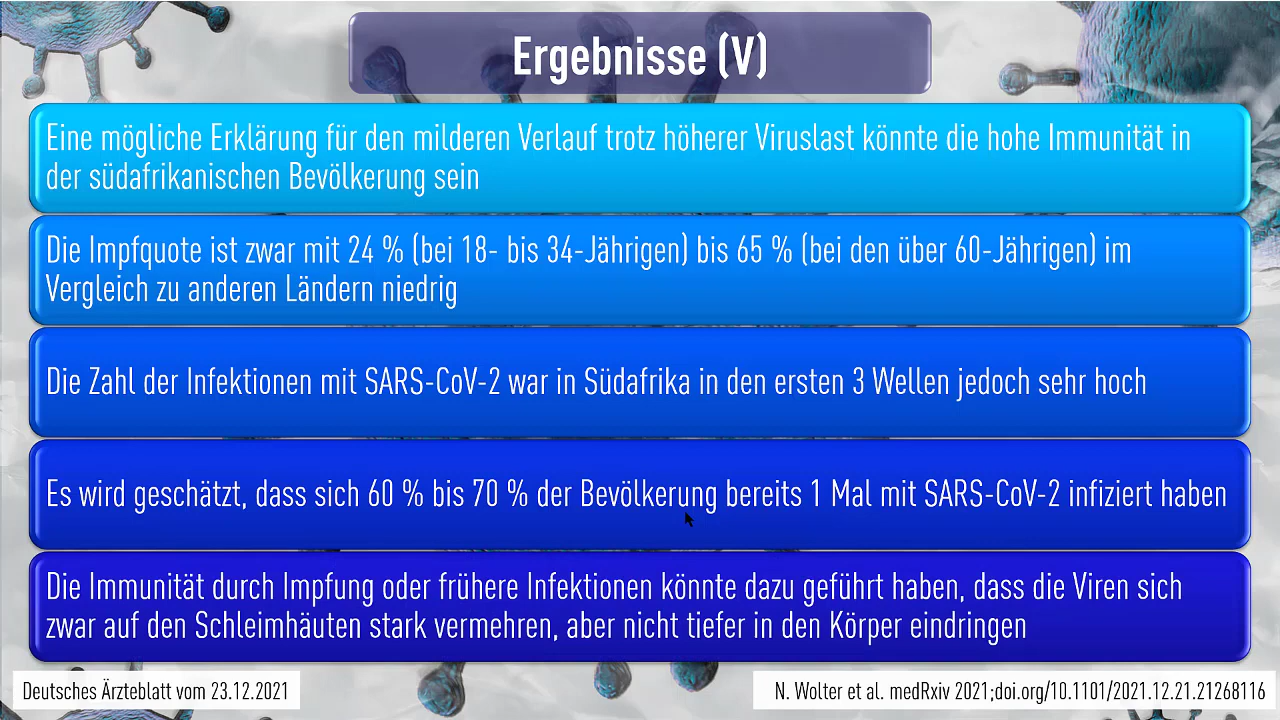 Ergebnisse (V)
Eine mögliche Erklärung für den milderen Verlauf trotz höherer Viruslast könnte die hohe Immunität in
der südafrikanischen Bevölkerung sein
Die Impfquote ist zwar mit 24 % (bei 18- bis 34-Jährigen) bis 65 % (bei den über 60-Jährigen) im
Vergleich zu anderen Ländern niedrig
Die Zahl der Infektionen mit SARS-CoV-2 war in Südafrika in den ersten 3 Wellen jedoch sehr hoch
Es wird geschätzt, dass sich 60 % bis 70 % der Bevölkerung bereits 1 Mal mit SARS-CoV-2 infiziert haben
Die Immunität durch Impfung oder frühere Infektionen könnte dazu geführt haben, dass die Viren sich
zwar auf den Schleimhäuten stark vermehren, aber nicht tiefer in den Körper eindringen
Deutsches Ärzteblatt vom 23.12.2021
N. Wolter et al. medRxiv 2021;doi.org/10.1101/2021.12.21.21268116